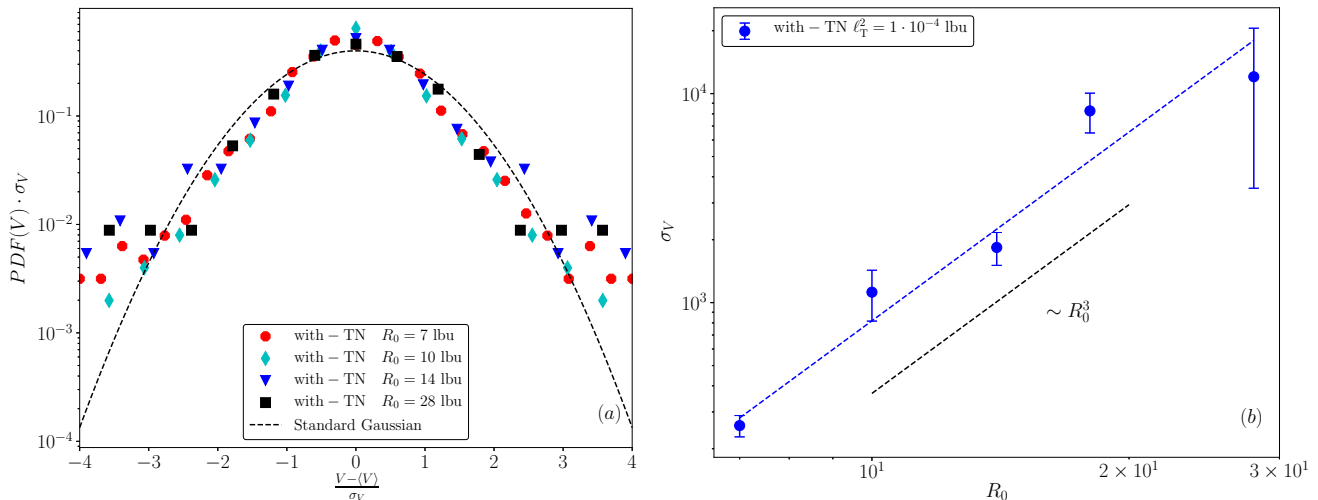 10^{-1}
10^{-2}
10^{-3}
10^{-4}
PDF(V) · σ_V
with − TN R_0 = 7 lbu
with − TN R_0 = 10 lbu
with − TN R_0 = 14 lbu
with − TN R_0 = 28 lbu
Standard Gaussian
(a)
−4 −3 −2 −1 0 1 2 3 4
V−⟨V⟩
σ_V
with − TN ℓ_T^2 = 1 · 10^{-4} lbu
10^4
10^3
σ_V
∼ R_0^3
(b)
10^1 2 × 10^1 3 × 10^1
R_0